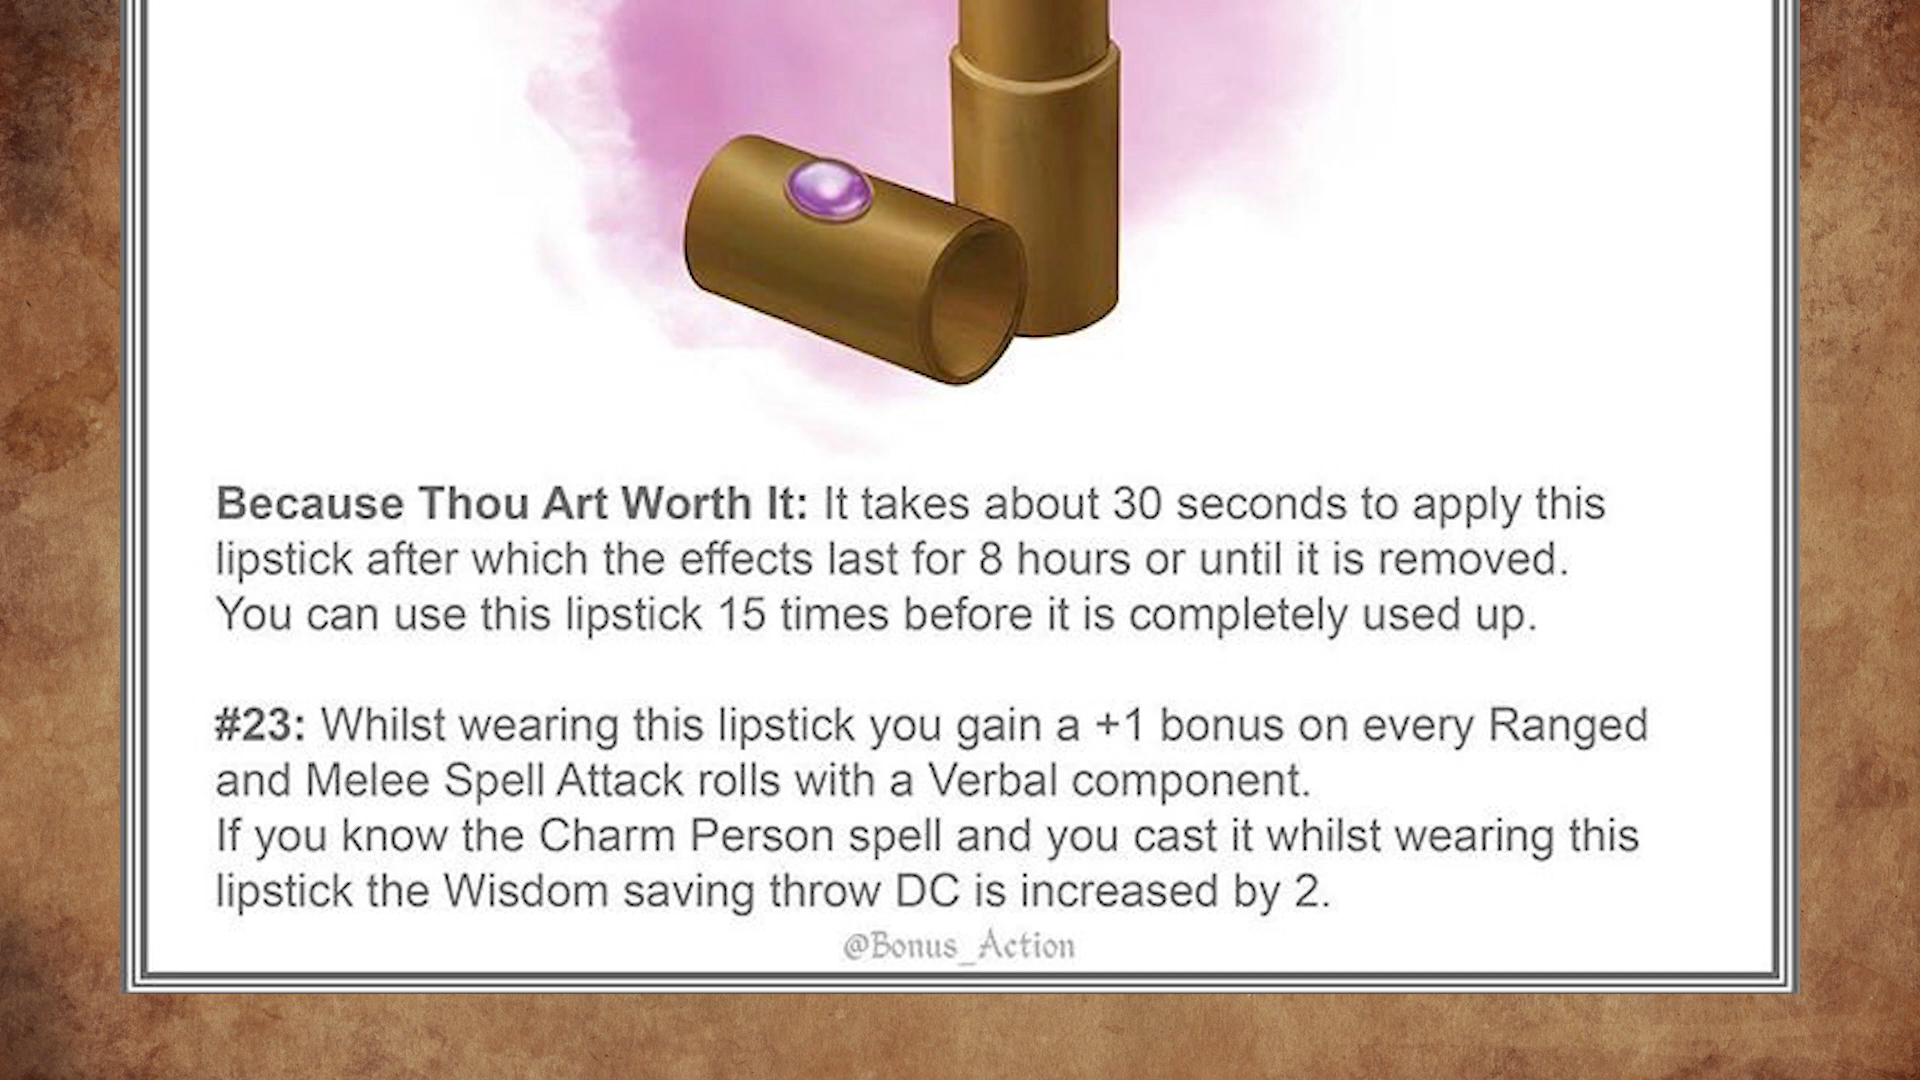 Because Thou Art Worth It: It takes about 30 seconds to apply this
lipstick after which the effects last for 8 hours or until it is removed.
You can use this lipstick 15 times before it is completely used up.
#23: Whilst wearing this lipstick you gain a +1 bonus on every Ranged
and Melee Spell Attack rolls with a Verbal component.
If you know the Charm Person spell and you cast it whilst wearing this
lipstick the Wisdom saving throw DC is increased by 2.
@Bonus_Action